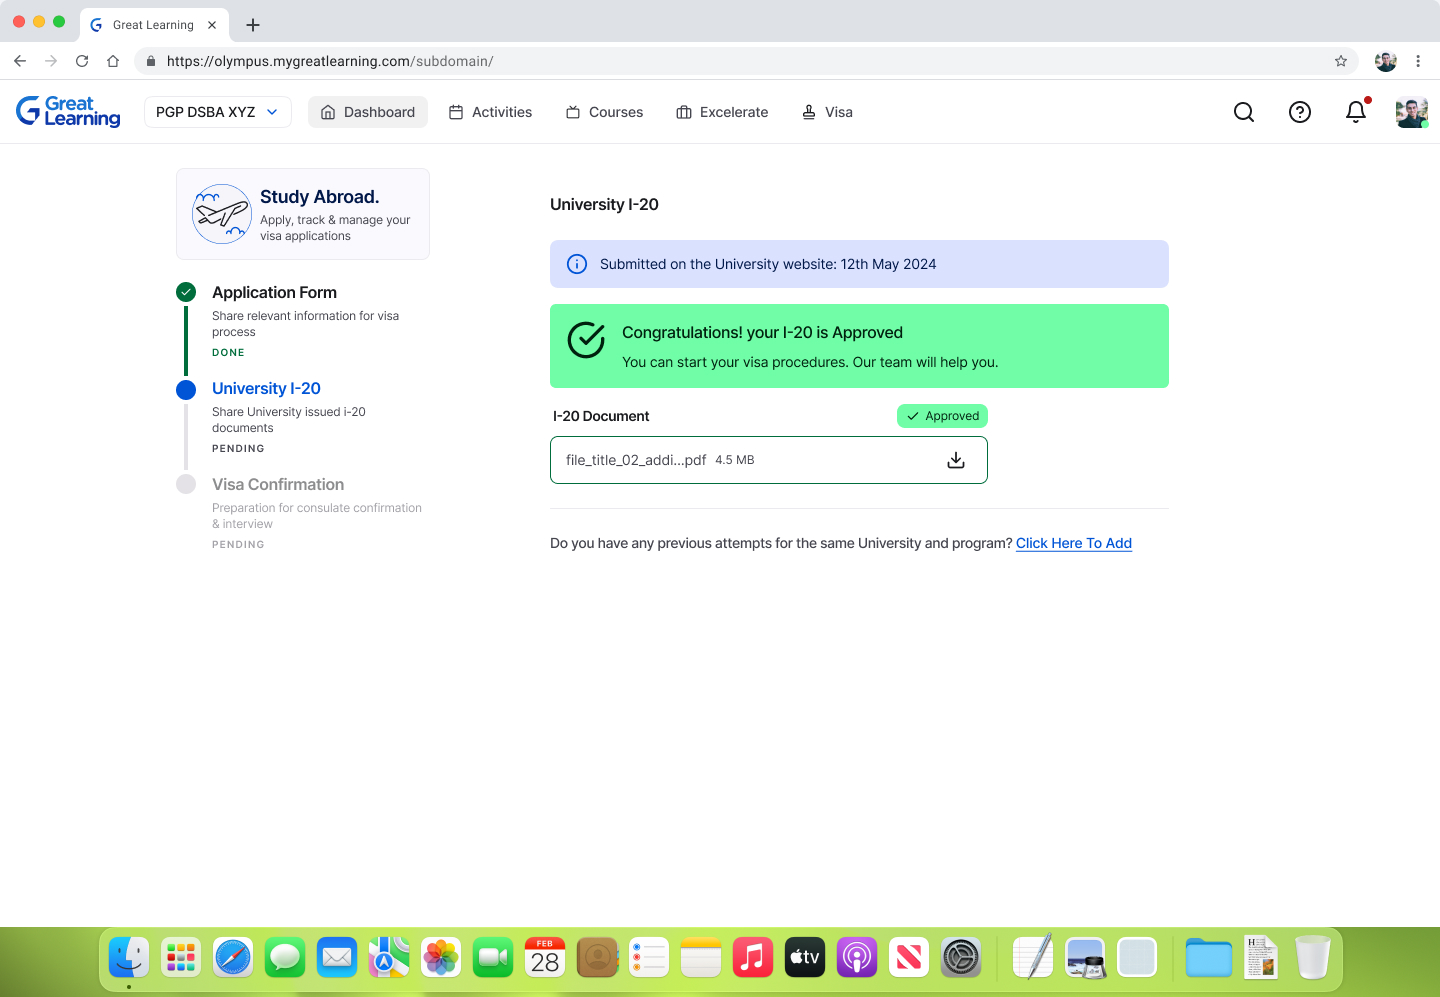 Great Learning
https://olympus.mygreatlearning.com/subdomain/
Great
Learning
PGP DSBA XYZ
Dashboard
Activities
Courses
Excelerate
Visa
Study Abroad.
Apply, track & manage your
visa applications
Application Form
Share relevant information for visa
process
DONE
University I-20
Share University issued i-20
documents
PENDING
Visa Confirmation
Preparation for consulate confirmation
& interview
PENDING
University I-20
Submitted on the University website: 12th May 2024
Congratulations! your I-20 is Approved
You can start your visa procedures. Our team will help you.
I-20 Document
Approved
file_title_02_addi...pdf 4.5 MB
Do you have any previous attempts for the same University and program? Click Here To Add
FEB
28
tv